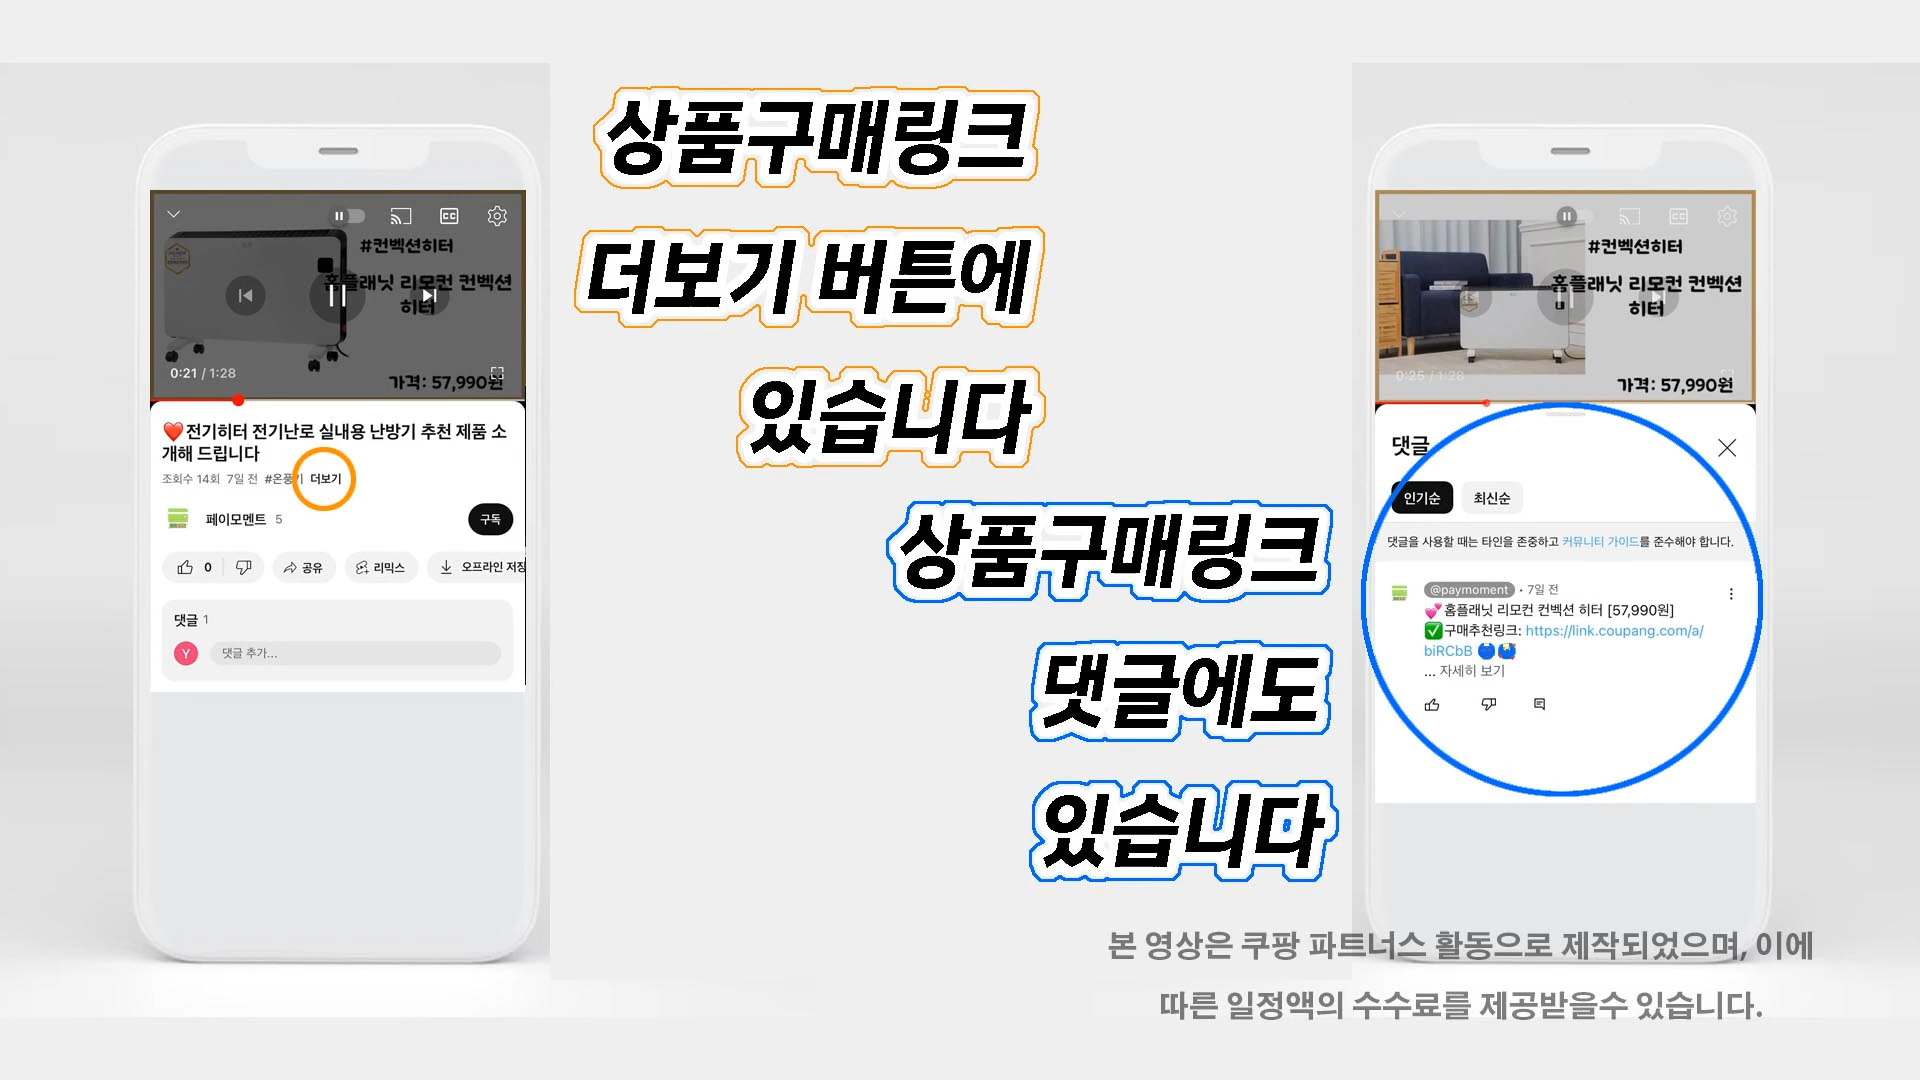 상품구매링크
더보기 버튼에
있습니다
#컨벡션히터
홈플래닛 리모컨 컨벡션
히터
0:21 / 1:28
가격: 57,990원
❤️전기히터 전기난로 실내용 난방기 추천 제품 소
개해 드립니다
조회수 14회 7일 전 #온풍기 더보기
페이모멘트 5
구독
0
공유
리믹스
오프라인 저장
댓글 1
Y
댓글 추가...
상품구매링크
댓글에도
있습니다
#컨벡션히터
홈플래닛 리모컨 컨벡션
히터
0:25 / 1:28
가격: 57,990원
댓글
인기순 최신순
댓글을 사용할 때는 타인을 존중하고 커뮤니티 가이드를 준수해야 합니다.
@paymoment • 7일 전
💕홈플래닛 리모컨 컨벡션 히터 [57,990원]
✅구매추천링크: https://link.coupang.com/a/
biRCbB
... 자세히 보기
본 영상은 쿠팡 파트너스 활동으로 제작되었으며, 이에
따른 일정액의 수수료를 제공받을수 있습니다.